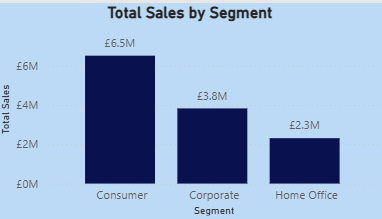 Total Sales by Segment
£6.5M
£6M
£3.8M
£4M
£2.3M
£2M
£0M
Total Sales
Consumer Corporate Home Office
Segment